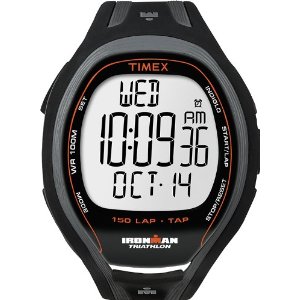 TIMEX
SET
INDIGLO
WED
AM
10:09 36
OCT·14
WR 100M
START/LAP
MODE
STOP/RESET
150 LAP - TAP
IRONMAN
TRIATHLON